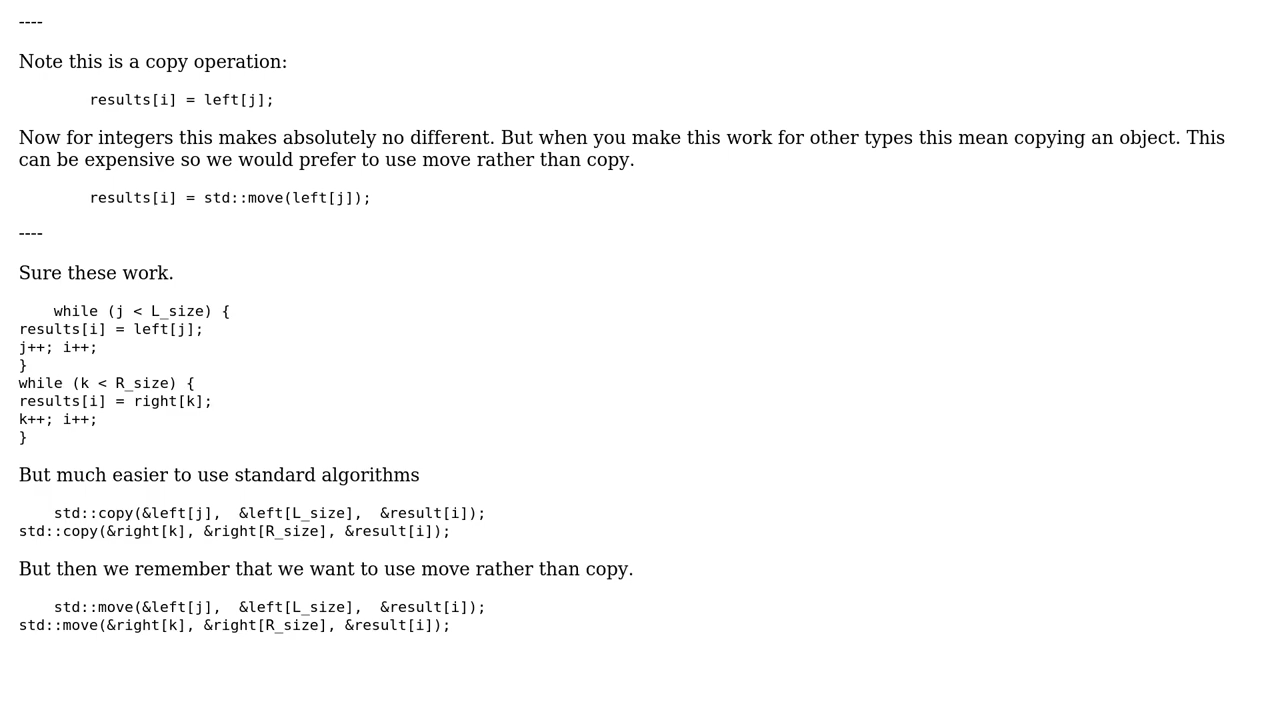 ----
Note this is a copy operation:
results[i] = left[j];
Now for integers this makes absolutely no different. But when you make this work for other types this mean copying an object. This
can be expensive so we would prefer to use move rather than copy.
results[i] = std::move(left[j]);
----
Sure these work.
while (j < L_size) {
results[i] = left[j];
j++; i++;
}
while (k < R_size) {
results[i] = right[k];
k++; i++;
}
But much easier to use standard algorithms
std::copy(&left[j],  &left[L_size],  &result[i]);
std::copy(&right[k], &right[R_size], &result[i]);
But then we remember that we want to use move rather than copy.
std::move(&left[j],  &left[L_size],  &result[i]);
std::move(&right[k], &right[R_size], &result[i]);